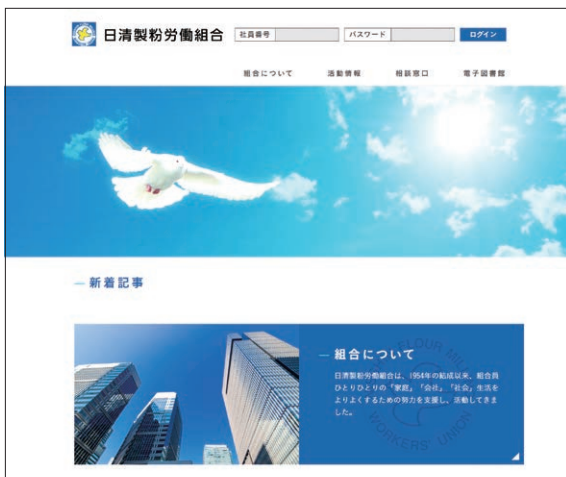 日清製粉労働組合
社員番号
パスワード
ログイン
組合について
活動情報
相談窓口
電子図書館
新着記事
組合について
日清製粉労働組合は、1954年の結成以来、組合員
ひとりひとりの「家庭」「会社」「社会」生活を
よりよくするための努力を支援し、活動してきま
した。
FLOUR MILL
WORKERS' UNION